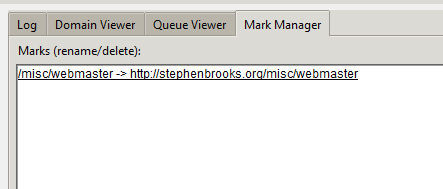 Log Domain Viewer Queue Viewer Mark Manager
Marks (rename/delete):
/misc/webmaster -> http://stephenbrooks.org/misc/webmaster